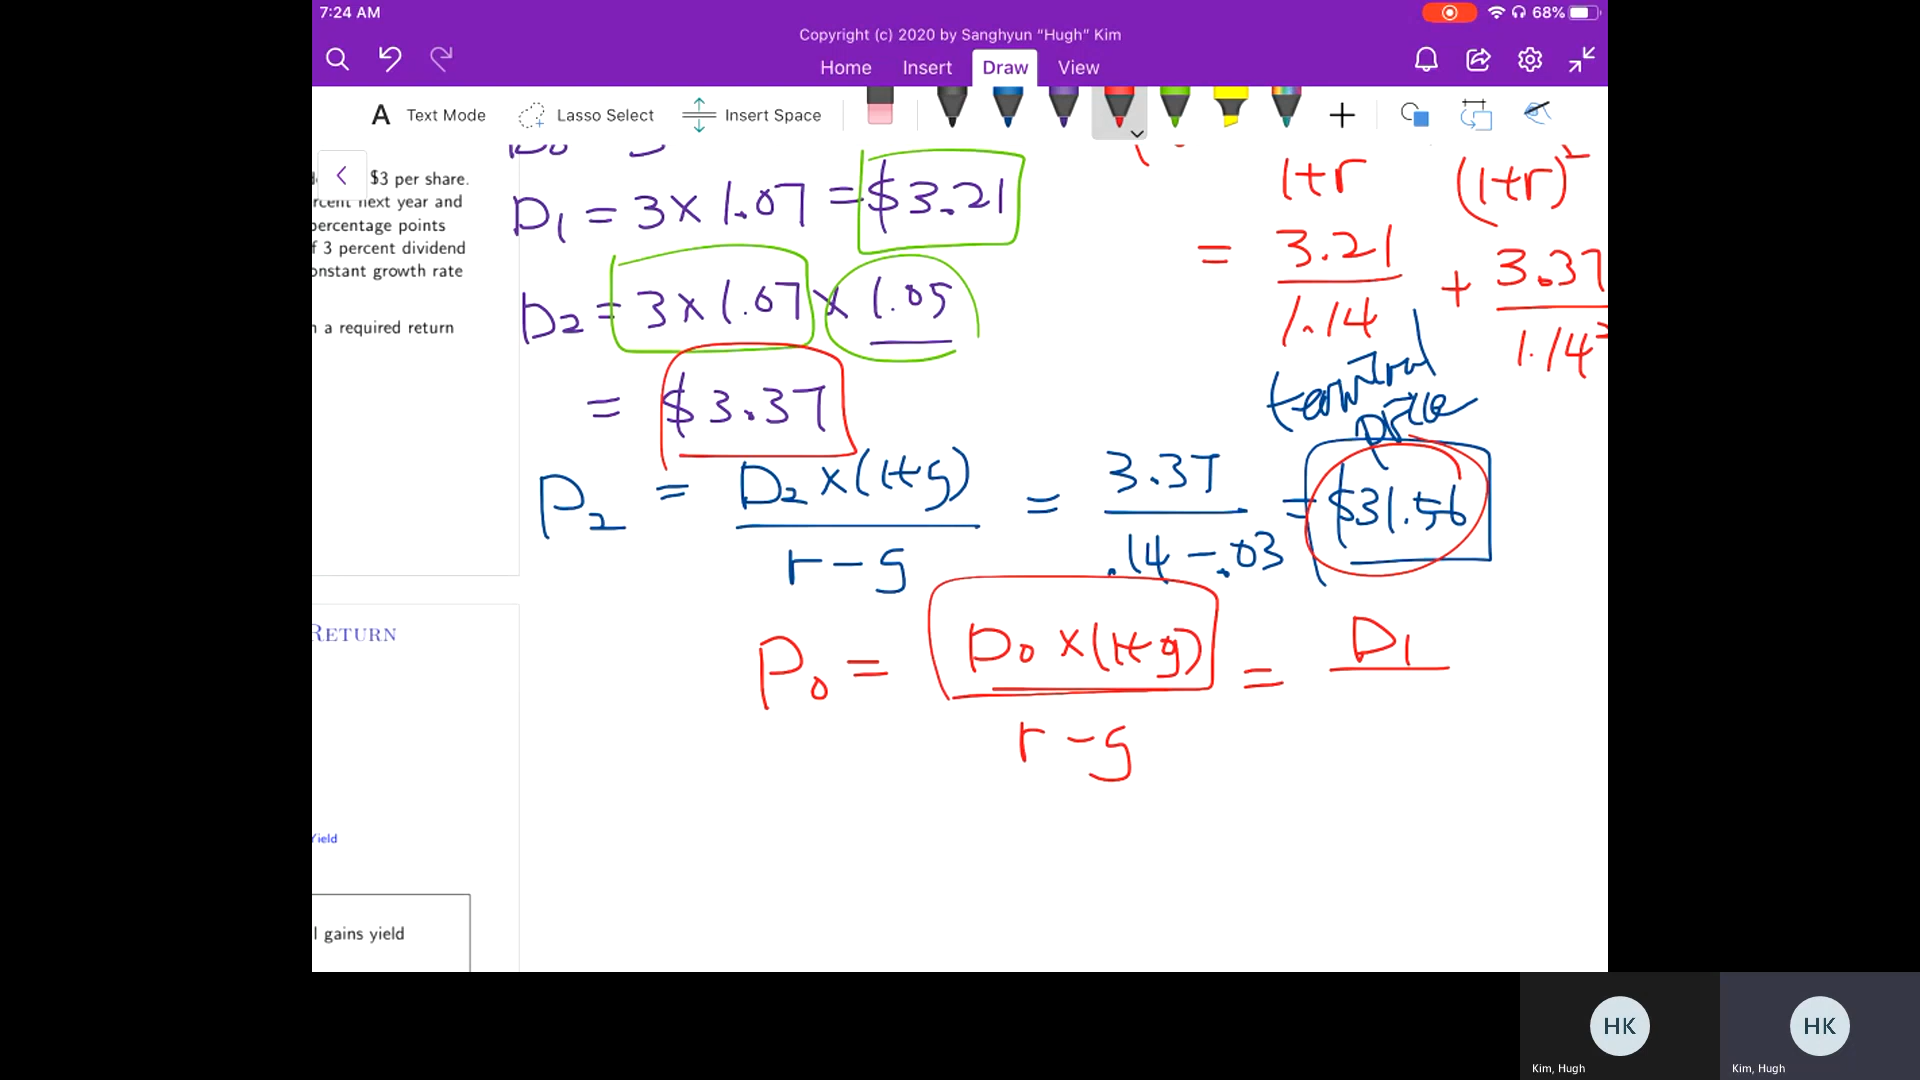 7:24 AM
68%
Copyright (c) 2020 by Sanghyun “Hugh” Kim
Home Insert Draw View
A Text Mode Lasso Select Insert Space
$3 per share.
rcent next year and
percentage points
f 3 percent dividend
onstant growth rate
n a required return
D₁ = 3 × 1.07 = $3.21
D₂ = 3 × 1.07 × 1.05
= $3.37
1+r (1+r)²
= 3.21 / 1.14 + 3.37 / 1.14²
terminal
price
P₂ = D₂ × (1+g) / r − g = 3.37 / .14 − .03 = $31.56
P₀ = D₀ × (1+g) / r − g = D₁
RETURN
Yield
l gains yield
HK HK
Kim, Hugh Kim, Hugh